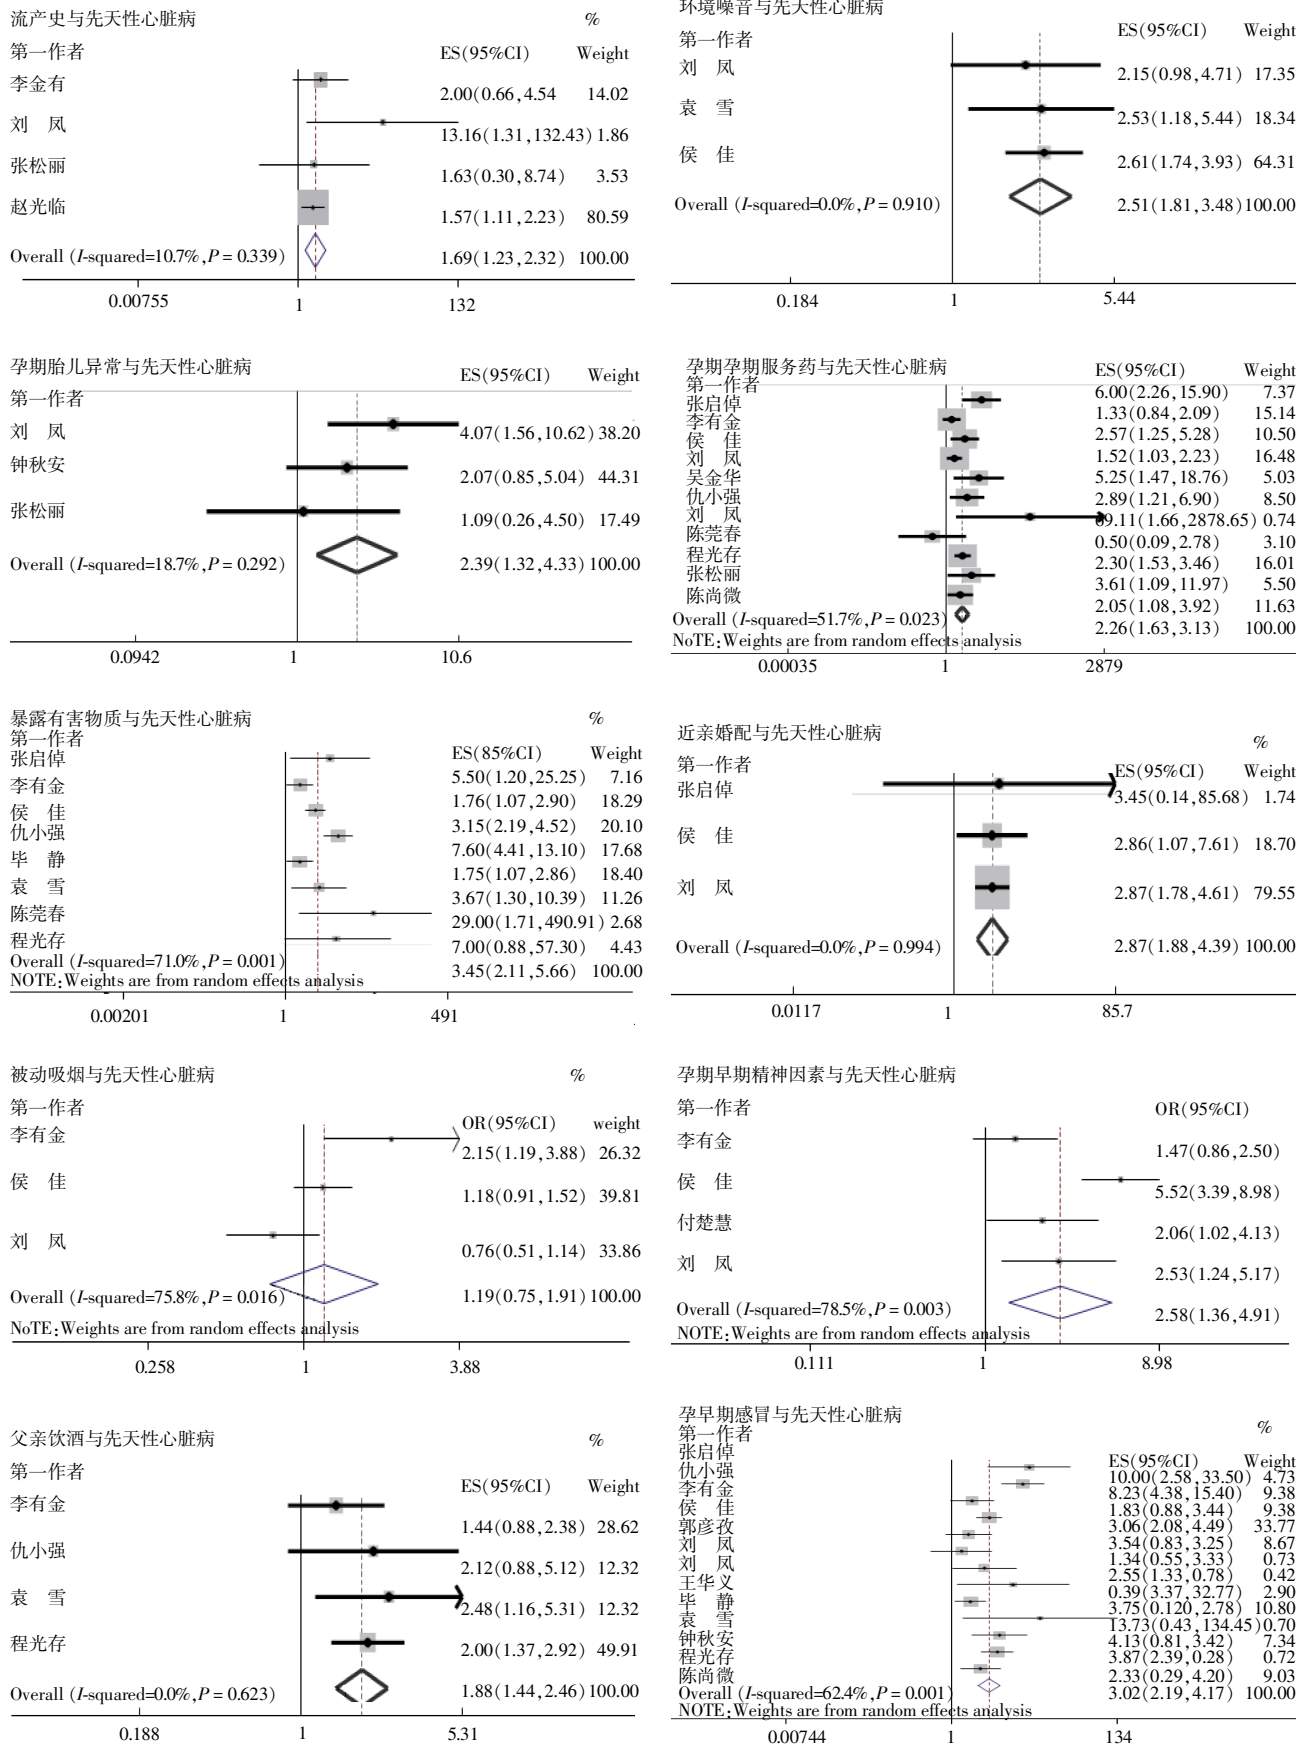 流产史与先天性心脏病 %
第一作者 ES(95%CI) Weight
李金有 2.00(0.66,4.54 14.02
刘 凤 13.16(1.31,132.43) 1.86
张松丽 1.63(0.30,8.74) 3.53
赵光临 1.57(1.11,2.23) 80.59
Overall (I-squared=10.7%,P = 0.339) 1.69(1.23,2.32) 100.00
0.00755 1 132
环境噪音与先天性心脏病
第一作者 ES(95%CI) Weight
刘 凤 2.15(0.98,4.71) 17.35
袁 雪 2.53(1.18,5.44) 18.34
侯 佳 2.61(1.74,3.93) 64.31
Overall (I-squared=0.0%,P = 0.910) 2.51(1.81,3.48)100.00
0.184 1 5.44
孕期胎儿异常与先天性心脏病
第一作者 ES(95%CI) Weight
刘 凤 4.07(1.56,10.62) 38.20
钟秋安 2.07(0.85,5.04) 44.31
张松丽 1.09(0.26,4.50) 17.49
Overall (I-squared=18.7%,P = 0.292) 2.39(1.32,4.33) 100.00
0.0942 1 10.6
孕期孕期服务药与先天性心脏病
第一作者 ES(95%CI) Weight
张启倬 6.00(2.26,15.90) 7.37
李有金 1.33(0.84,2.09) 15.14
侯 佳 2.57(1.25,5.28) 10.50
刘 凤 1.52(1.03,2.23) 16.48
吴金华 5.25(1.47,18.76) 5.03
仇小强 2.89(1.21,6.90) 8.50
刘 凤 69.11(1.66,2878.65) 0.74
陈莞春 0.50(0.09,2.78) 3.10
程光存 2.30(1.53,3.46) 16.01
张松丽 3.61(1.09,11.97) 5.50
陈尚微 2.05(1.08,3.92) 11.63
Overall (I-squared=51.7%,P = 0.023) 2.26(1.63,3.13) 100.00
NoTE:Weights are from random effects analysis
0.00035 1 2879
暴露有害物质与先天性心脏病 %
第一作者 ES(85%CI) Weight
张启倬 5.50(1.20,25.25) 7.16
李有金 1.76(1.07,2.90) 18.29
侯 佳 3.15(2.19,4.52) 20.10
仇小强 7.60(4.41,13.10) 17.68
毕 静 1.75(1.07,2.86) 18.40
袁 雪 3.67(1.30,10.39) 11.26
陈莞春 29.00(1.71,490.91) 2.68
程光存 7.00(0.88,57.30) 4.43
Overall (I-squared=71.0%,P = 0.001) 3.45(2.11,5.66) 100.00
NOTE:Weights are from random effects analysis
0.00201 1 491
近亲婚配与先天性心脏病 %
第一作者 ES(95%CI) Weight
张启倬 3.45(0.14,85.68) 1.74
侯 佳 2.86(1.07,7.61) 18.70
刘 凤 2.87(1.78,4.61) 79.55
Overall (I-squared=0.0%,P = 0.994) 2.87(1.88,4.39) 100.00
0.0117 1 85.7
被动吸烟与先天性心脏病 %
第一作者 OR(95%CI) weight
李有金 2.15(1.19,3.88) 26.32
侯 佳 1.18(0.91,1.52) 39.81
刘 凤 0.76(0.51,1.14) 33.86
Overall (I-squared=75.8%,P = 0.016) 1.19(0.75,1.91) 100.00
NoTE:Weights are from random effects analysis
0.258 1 3.88
孕期早期精神因素与先天性心脏病
第一作者 OR(95%CI)
李有金 1.47(0.86,2.50)
侯 佳 5.52(3.39,8.98)
付楚慧 2.06(1.02,4.13)
刘 凤 2.53(1.24,5.17)
Overall (I-squared=78.5%,P = 0.003) 2.58(1.36,4.91)
NOTE:Weights are from random effects analysis
0.111 1 8.98
父亲饮酒与先天性心脏病 %
第一作者 ES(95%CI) Weight
李有金 1.44(0.88,2.38) 28.62
仇小强 2.12(0.88,5.12) 12.32
袁 雪 2.48(1.16,5.31) 12.32
程光存 2.00(1.37,2.92) 49.91
Overall (I-squared=0.0%,P = 0.623) 1.88(1.44,2.46) 100.00
0.188 1 5.31
孕早期感冒与先天性心脏病 %
第一作者
张启倬 ES(95%CI) Weight
仇小强 10.00(2.58,33.50) 4.73
李有金 8.23(4.38,15.40) 9.38
侯 佳 1.83(0.88,3.44) 9.38
郭彦孜 3.06(2.08,4.49) 33.77
刘 凤 3.54(0.83,3.25) 8.67
刘 凤 1.34(0.55,3.33) 0.73
王华义 2.55(1.33,0.78) 0.42
毕 静 0.39(3.37,32.77) 2.90
袁 雪 3.75(0.120,2.78) 10.80
钟秋安 13.73(0.43,134.45) 0.70
程光存 4.13(0.81,3.42) 7.34
陈尚微 3.87(2.39,0.28) 0.72
2.33(0.29,4.20) 9.03
Overall (I-squared=62.4%,P = 0.001) 3.02(2.19,4.17) 100.00
NOTE:Weights are from random effects analysis
0.00744 1 134